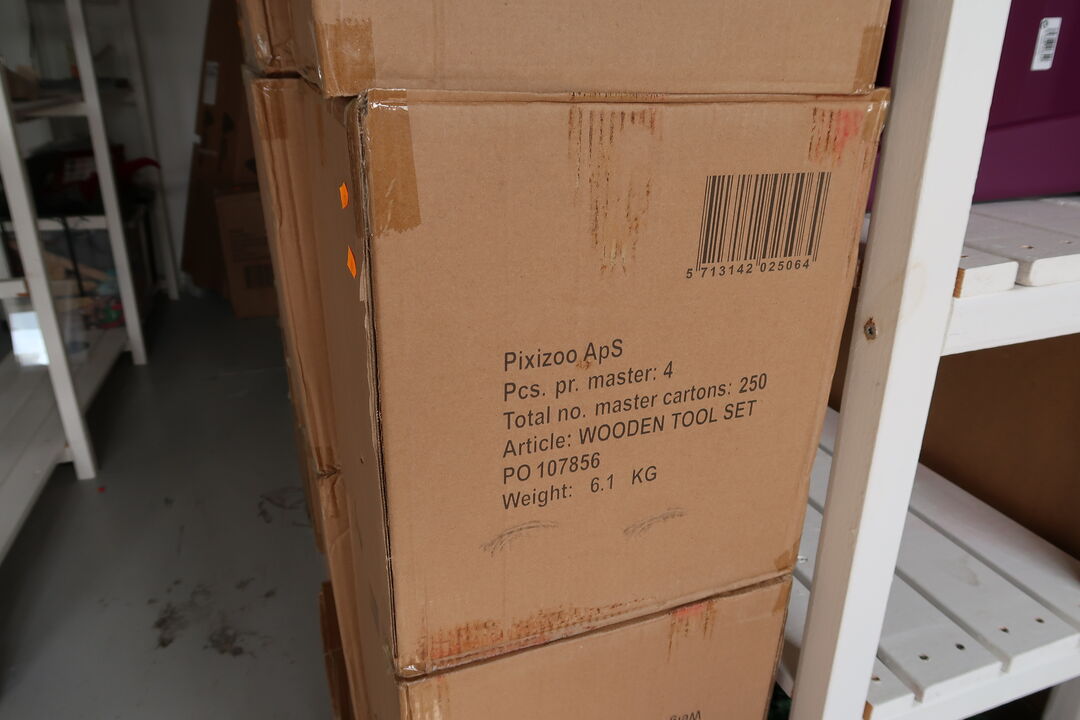 5 713142 025064
Pixizoo ApS
Pcs. pr. master: 4
Total no. master cartons: 250
Article: WOODEN TOOL SET
PO 107856
Weight: 6.1 KG